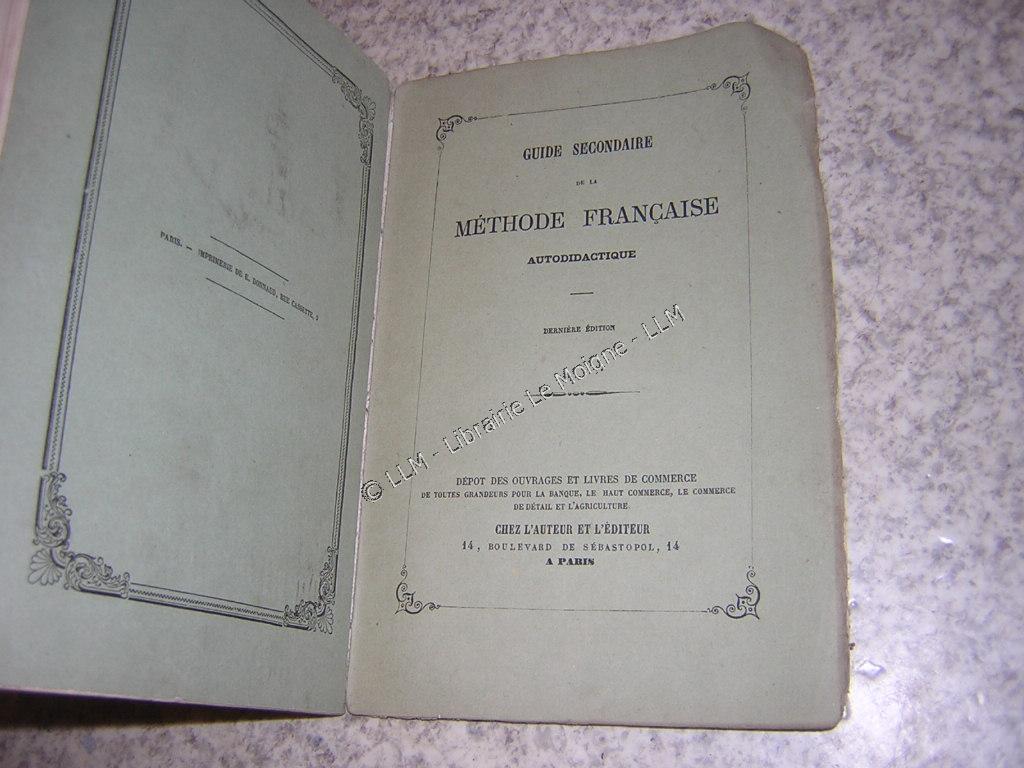 PARIS. — IMPRIMERIE DE E. DONNAUD, RUE CASSETTE, 9
GUIDE SECONDAIRE
DE LA
MÉTHODE FRANÇAISE
AUTODIDACTIQUE
DERNIÈRE ÉDITION
© LLM - Librairie Le Moigne - LLM
DÉPOT DES OUVRAGES ET LIVRES DE COMMERCE
DE TOUTES GRANDEURS POUR LA BANQUE, LE HAUT COMMERCE, LE COMMERCE
DE DÉTAIL ET L'AGRICULTURE.
CHEZ L'AUTEUR ET L'ÉDITEUR
14, BOULEVARD DE SÉBASTOPOL, 14
A PARIS